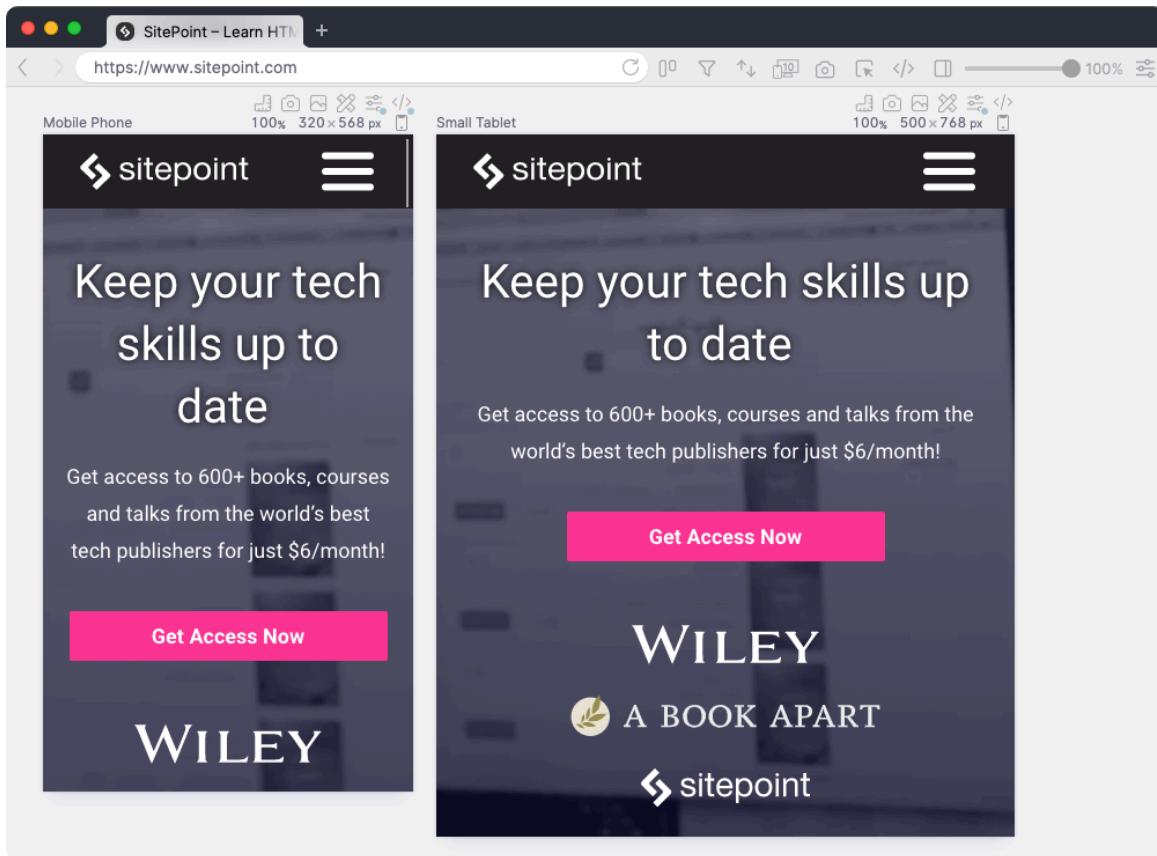 SitePoint – Learn HTM
https://www.sitepoint.com
10
100%
Mobile Phone
100% 320×568 px
sitepoint
Keep your tech
skills up to
date
Get access to 600+ books, courses
and talks from the world's best
tech publishers for just $6/month!
Get Access Now
WILEY
Small Tablet
100% 500×768 px
sitepoint
Keep your tech skills up
to date
Get access to 600+ books, courses and talks from the
world's best tech publishers for just $6/month!
Get Access Now
WILEY
A BOOK APART
sitepoint